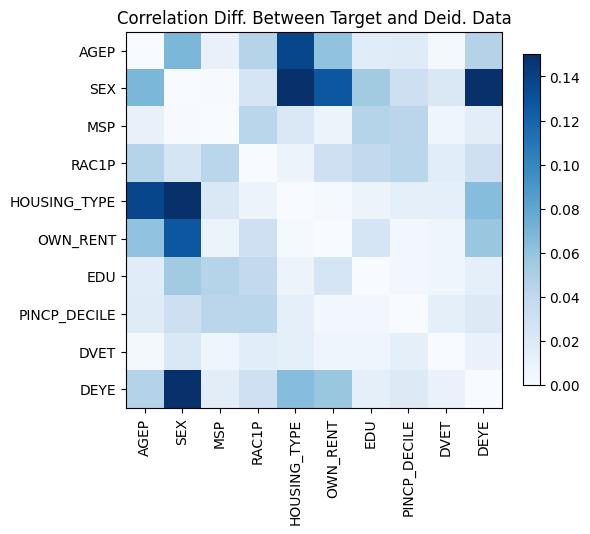 Correlation Diff. Between Target and Deid. Data
AGEP
SEX
MSP
RAC1P
HOUSING_TYPE
OWN_RENT
EDU
PINCP_DECILE
DVET
DEYE
AGEP
SEX
MSP
RAC1P
HOUSING_TYPE
OWN_RENT
EDU
PINCP_DECILE
DVET
DEYE
0.14
0.12
0.10
0.08
0.06
0.04
0.02
0.00